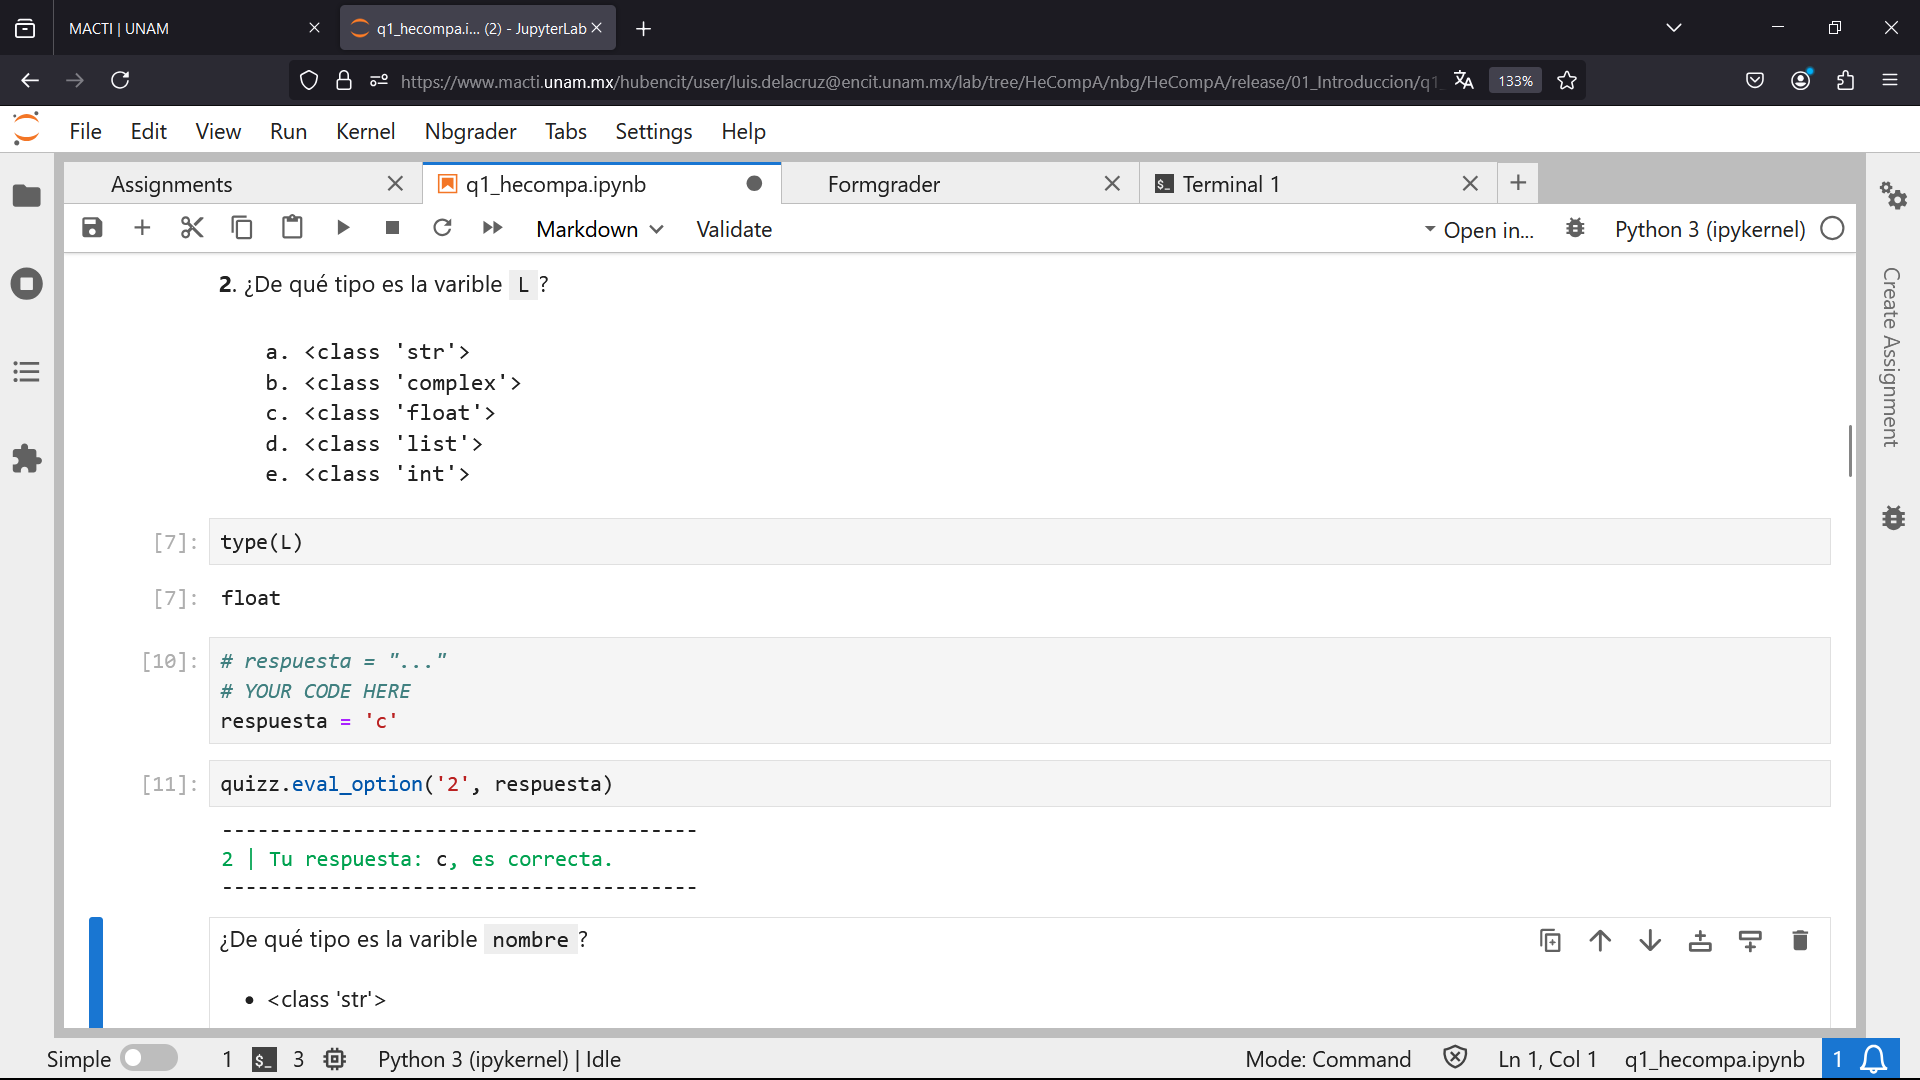 MACTI | UNAM
q1_hecompa.i... (2) - JupyterLab
https://www.macti.unam.mx/hubencit/user/luis.delacruz@encit.unam.mx/lab/tree/HeCompA/nbg/HeCompA/release/01_Introduccion/q1_
133%
File Edit View Run Kernel Nbgrader Tabs Settings Help
Assignments
q1_hecompa.ipynb
Formgrader
Terminal 1
Markdown Validate
Open in...
Python 3 (ipykernel)
Create Assignment
2. ¿De qué tipo es la varible L ?
a. <class 'str'>
b. <class 'complex'>
c. <class 'float'>
d. <class 'list'>
e. <class 'int'>
[7]: type(L)
[7]: float
[10]: # respuesta = "..."
# YOUR CODE HERE
respuesta = 'c'
[11]: quizz.eval_option('2', respuesta)
----------------------------------------
2 | Tu respuesta: c, es correcta.
----------------------------------------
¿De qué tipo es la varible nombre ?
• <class 'str'>
Simple 1 $_ 3 Python 3 (ipykernel) | Idle
Mode: Command Ln 1, Col 1 q1_hecompa.ipynb 1